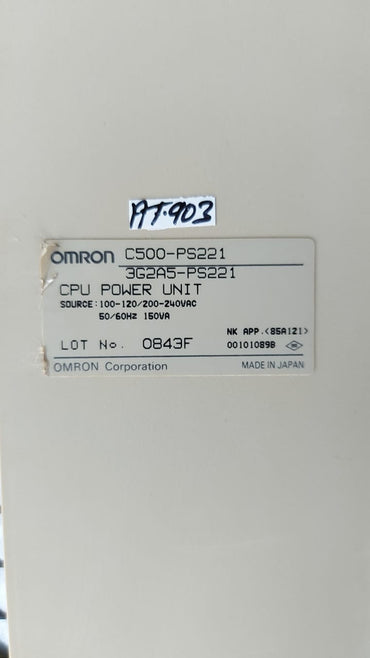 AT-903
OMRON C500-PS221
3G2A5-PS221
CPU POWER UNIT
SOURCE:100-120/200-240VAC
50/60HZ 150VA
NK APP.<85A121>
LOT No. 0843F 00101089B
OMRON Corporation MADE IN JAPAN